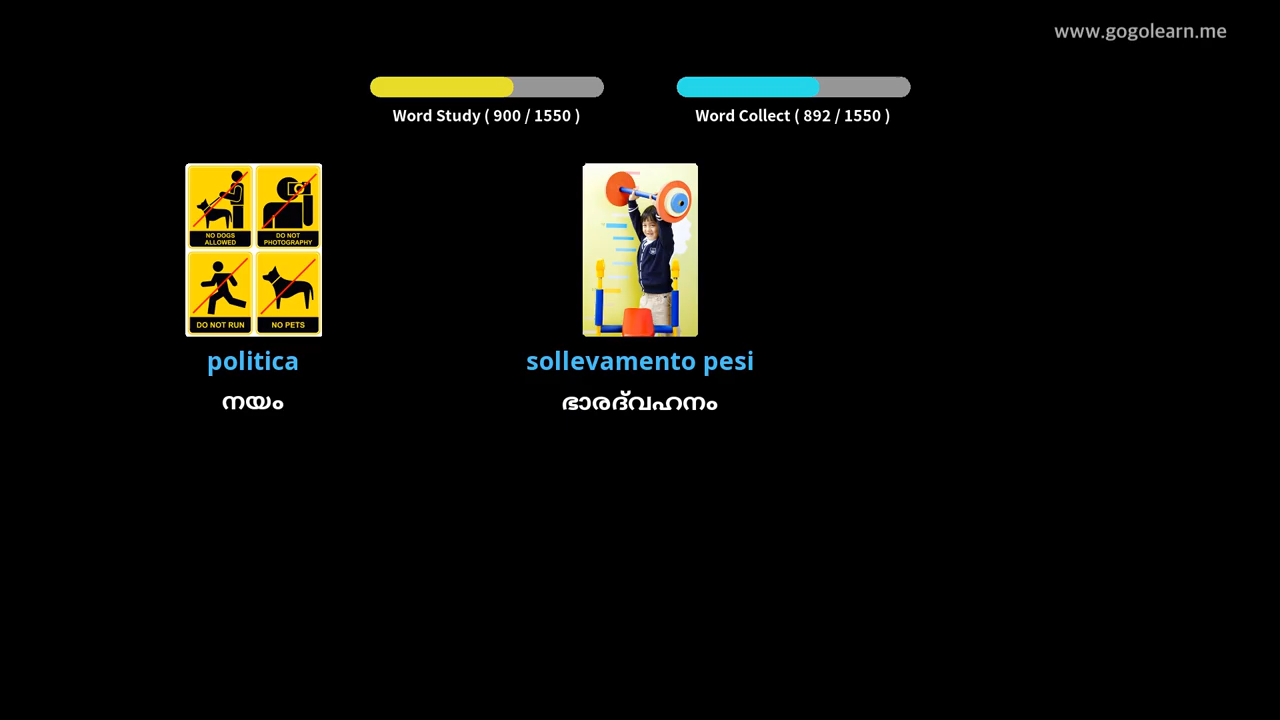 www.gogolearn.me
Word Study ( 900 / 1550 )
Word Collect ( 892 / 1550 )
NO DOGS
ALLOWED
DO NOT
PHOTOGRAPHY
DO NOT RUN
NO PETS
politica
sollevamento pesi
നയം
ഭാരദ്വഹനം